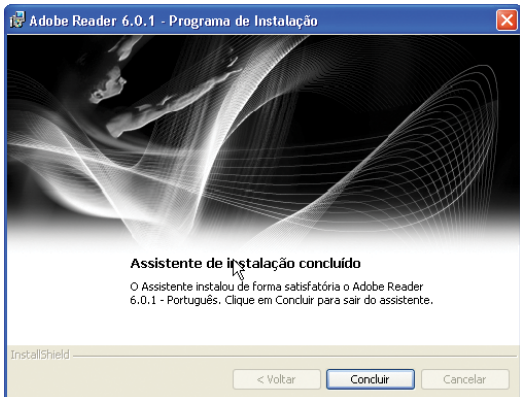 Adobe Reader 6.0.1 - Programa de Instalação
Assistente de instalação concluído
O Assistente instalou de forma satisfatória o Adobe Reader
6.0.1 - Português. Clique em Concluir para sair do assistente.
InstallShield
< Voltar
Concluir
Cancelar